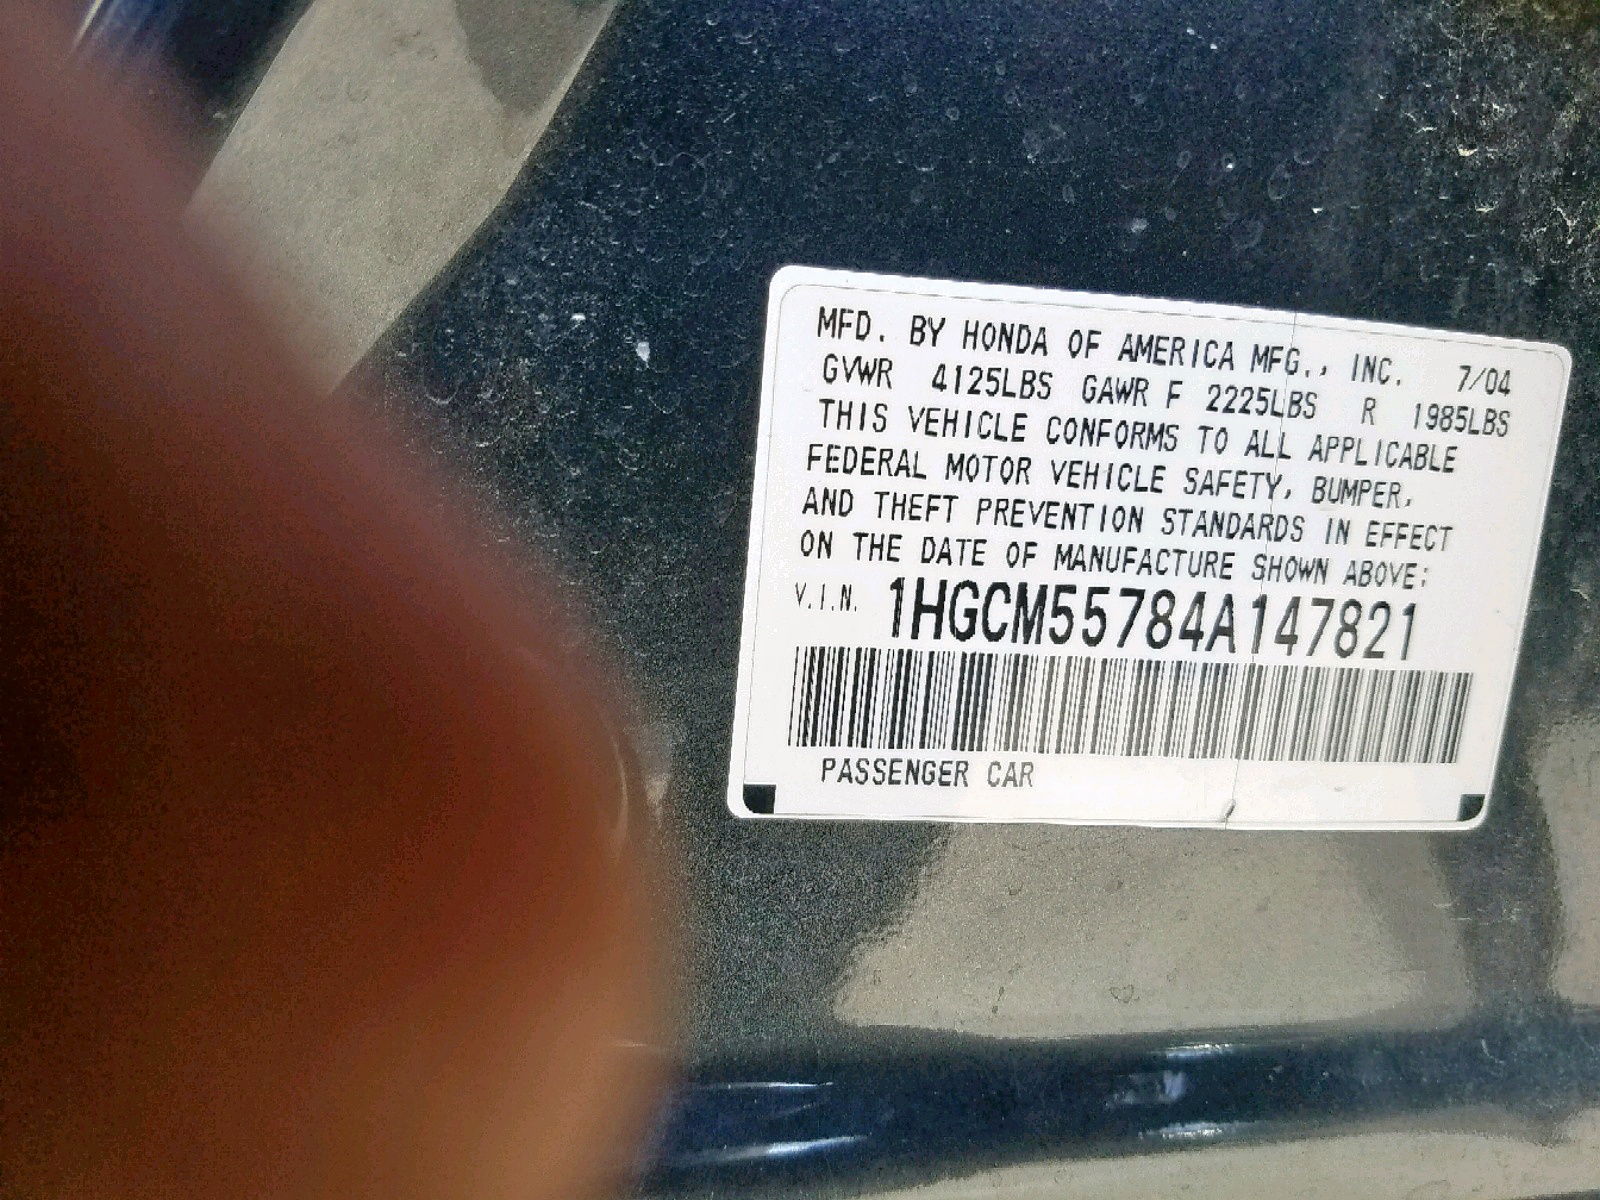 MFD. BY HONDA OF AMERICA MFG., INC. 7/04
GVWR 4125LBS GAWR F 2225LBS R 1985LBS
THIS VEHICLE CONFORMS TO ALL APPLICABLE
FEDERAL MOTOR VEHICLE SAFETY, BUMPER,
AND THEFT PREVENTION STANDARDS IN EFFECT
ON THE DATE OF MANUFACTURE SHOWN ABOVE:
V.I.N. 1HGCM55784A147821
PASSENGER CAR